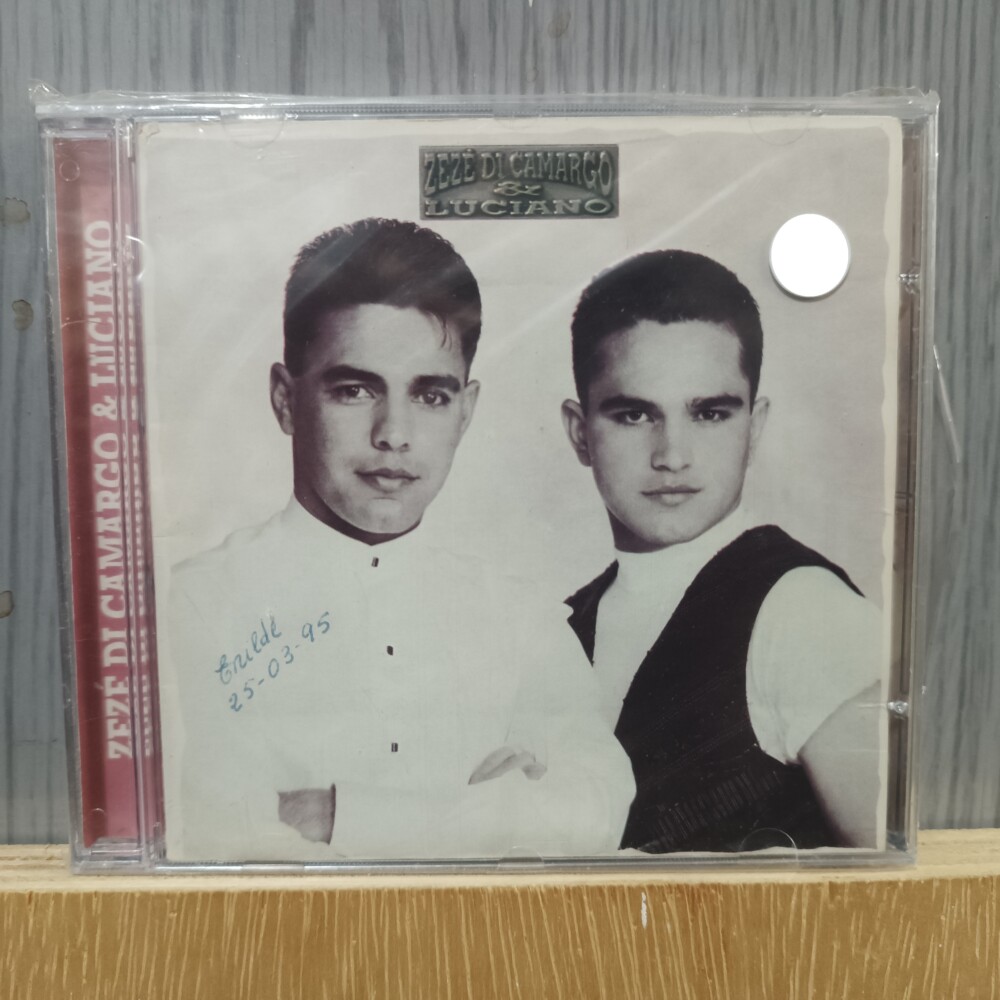 ZEZÉ DI CAMARGO
&
LUCIANO
ZEZÉ DI CAMARGO & LUCIANO
25-03-95